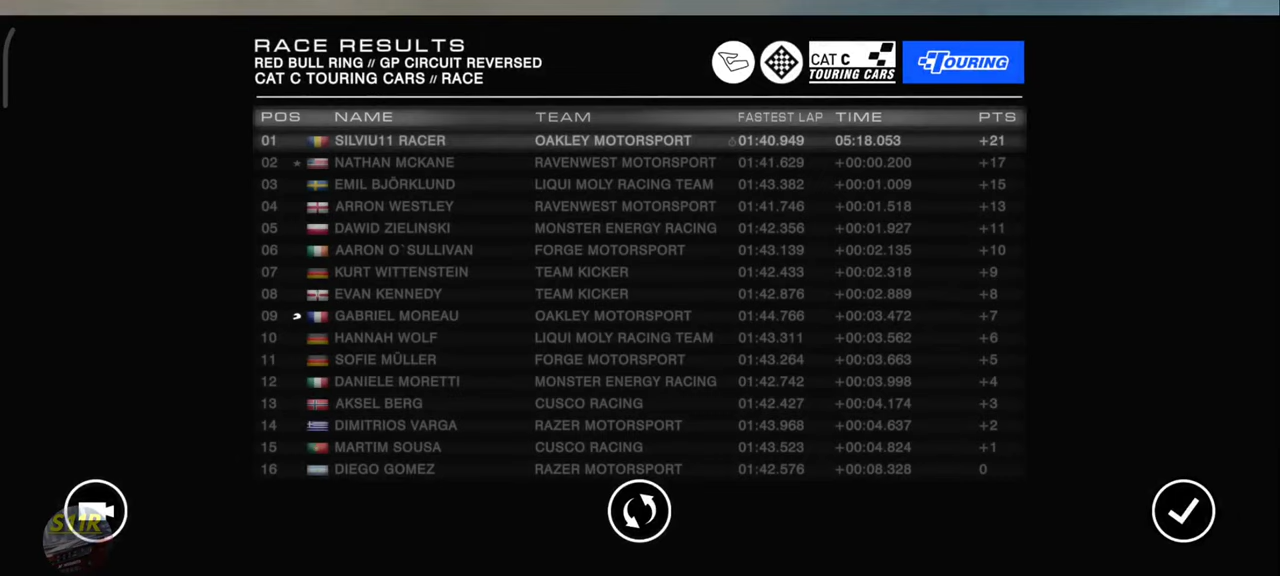 RACE RESULTS
RED BULL RING // GP CIRCUIT REVERSED
CAT C TOURING CARS // RACE
CAT C
TOURING CARS
TOURING
POS NAME TEAM FASTEST LAP TIME PTS
01 SILVIU11 RACER OAKLEY MOTORSPORT 01:40.949 05:18.053 +21
02 NATHAN MCKANE RAVENWEST MOTORSPORT 01:41.629 +00:00.200 +17
03 EMIL BJÖRKLUND LIQUI MOLY RACING TEAM 01:43.382 +00:01.009 +15
04 ARRON WESTLEY RAVENWEST MOTORSPORT 01:41.746 +00:01.518 +13
05 DAWID ZIELINSKI MONSTER ENERGY RACING 01:42.356 +00:01.927 +11
06 AARON O`SULLIVAN FORGE MOTORSPORT 01:43.139 +00:02.135 +10
07 KURT WITTENSTEIN TEAM KICKER 01:42.433 +00:02.318 +9
08 EVAN KENNEDY TEAM KICKER 01:42.876 +00:02.889 +8
09 GABRIEL MOREAU OAKLEY MOTORSPORT 01:44.766 +00:03.472 +7
10 HANNAH WOLF LIQUI MOLY RACING TEAM 01:43.311 +00:03.562 +6
11 SOFIE MÜLLER FORGE MOTORSPORT 01:43.264 +00:03.663 +5
12 DANIELE MORETTI MONSTER ENERGY RACING 01:42.742 +00:03.998 +4
13 AKSEL BERG CUSCO RACING 01:42.427 +00:04.174 +3
14 DIMITRIOS VARGA RAZER MOTORSPORT 01:43.968 +00:04.637 +2
15 MARTIM SOUSA CUSCO RACING 01:43.523 +00:04.824 +1
16 DIEGO GOMEZ RAZER MOTORSPORT 01:42.576 +00:08.328 0
S11R